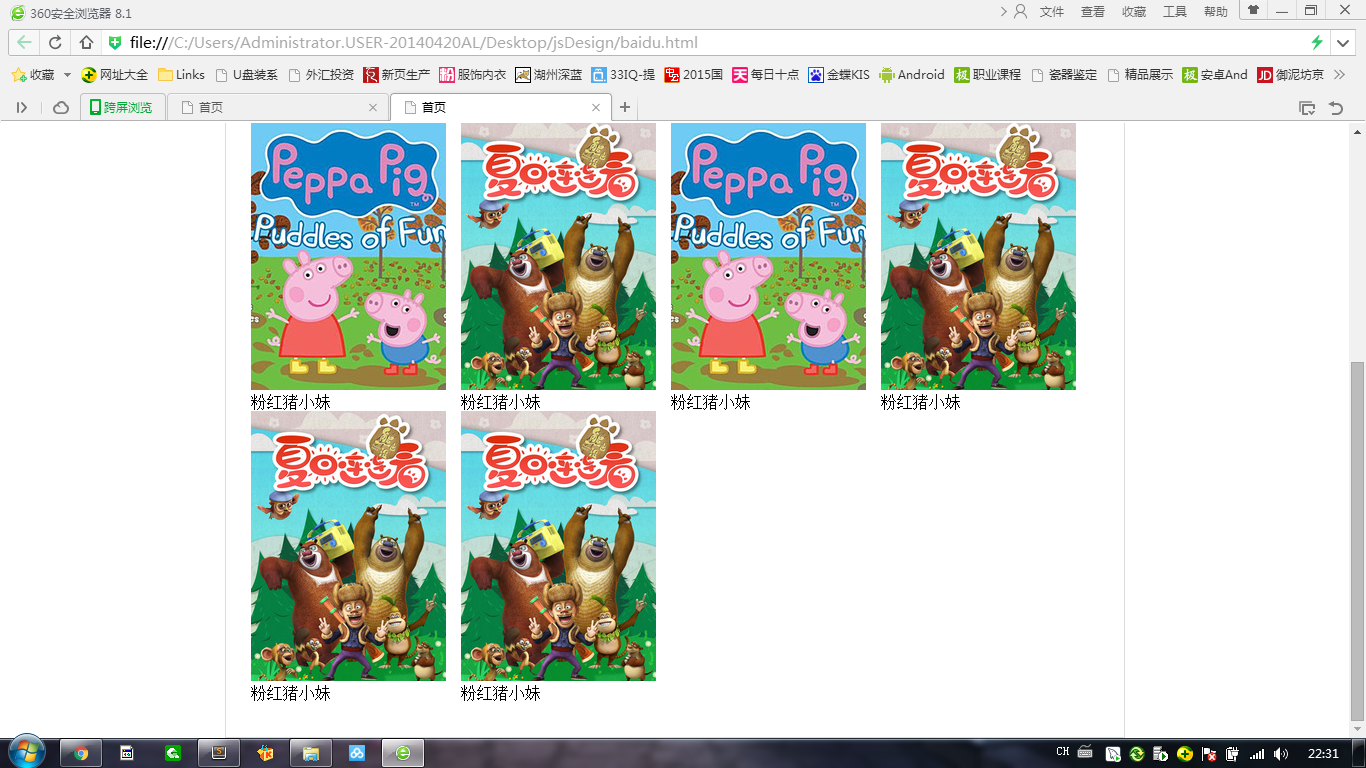 360安全浏览器 8.1
文件 查看 收藏 工具 帮助
file:///C:/Users/Administrator.USER-20140420AL/Desktop/jsDesign/baidu.html
收藏 网址大全 Links U盘装系 外汇投资 新页生产 服饰内衣 湖州深蓝 33IQ-提 2015国 每日十点 金蝶KIS Android 职业课程 瓷器鉴定 精品展示 安卓And JD 御泥坊京
跨屏浏览 首页 首页
Peppa Pig 夏日连连看 Peppa Pig 夏日连连看
Puddles of Fun Puddles of Fun
粉红猪小妹 粉红猪小妹 粉红猪小妹 粉红猪小妹
夏日连连看 夏日连连看
粉红猪小妹 粉红猪小妹
CH 22:31